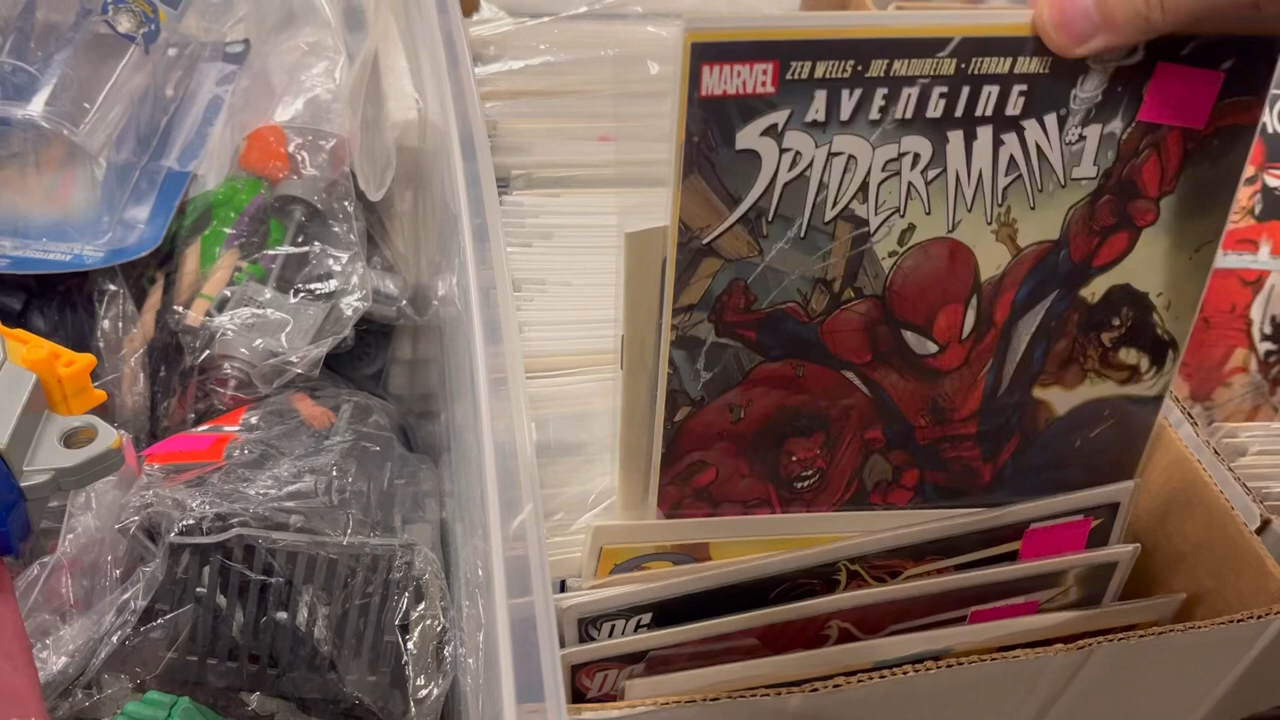 MARVEL
ZEB WELLS • JOE MADUREIRA • FERRAN DANIEL
AVENGING
SPIDER-MAN #1
DC
DC